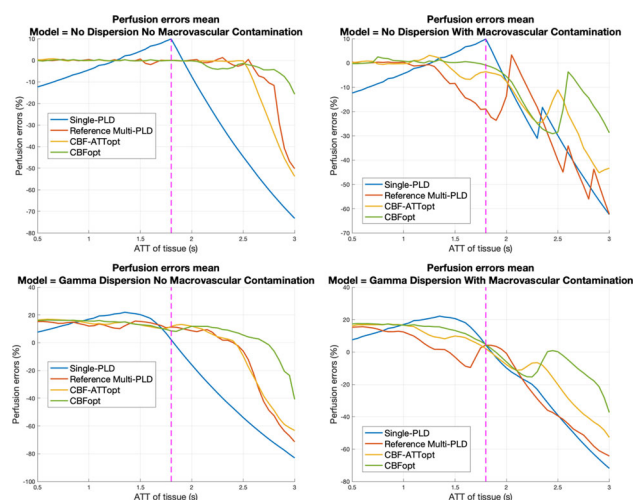 Perfusion errors mean
Model = No Dispersion No Macrovascular Contamination
10
0
-10
-20
-30
-40
-50
-60
-70
-80
Perfusion errors (%)
Single-PLD
Reference Multi-PLD
CBF-ATTopt
CBFopt
0.5
1
1.5
2
2.5
3
ATT of tissue (s)
Perfusion errors mean
Model = No Dispersion With Macrovascular Contamination
10
0
-10
-20
-30
-40
-50
-60
-70
Perfusion errors (%)
Single-PLD
Reference Multi-PLD
CBF-ATTopt
CBFopt
0.5
1
1.5
2
2.5
3
ATT of tissue (s)
Perfusion errors mean
Model = Gamma Dispersion No Macrovascular Contamination
40
20
0
-20
-40
-60
-80
-100
Perfusion errors (%)
Single-PLD
Reference Multi-PLD
CBF-ATTopt
CBFopt
0.5
1
1.5
2
2.5
3
ATT of tissue (s)
Perfusion errors mean
Model = Gamma Dispersion With Macrovascular Contamination
40
20
0
-20
-40
-60
-80
Perfusion errors (%)
Single-PLD
Reference Multi-PLD
CBF-ATTopt
CBFopt
0.5
1
1.5
2
2.5
3
ATT of tissue (s)